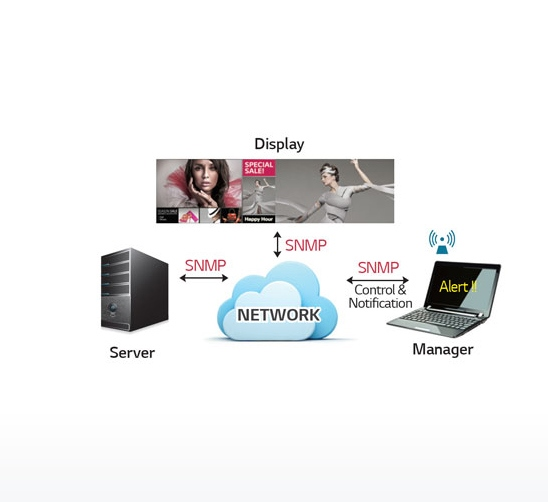 Display
SPECIAL
SALE!
Happy Hour
SNMP
SNMP
SNMP
Control &
Notification
Alert !!
NETWORK
Server
Manager